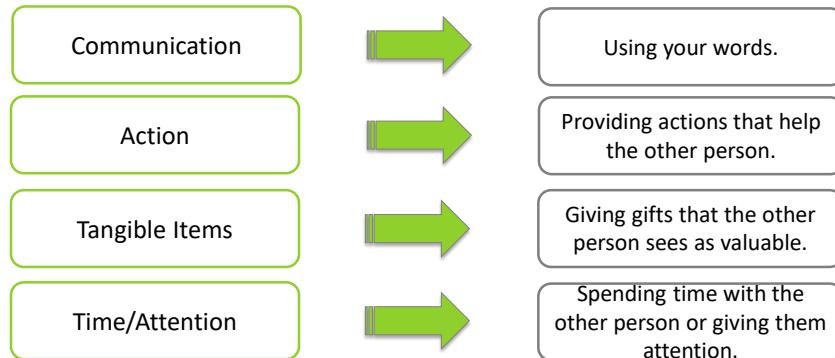 Communication
Using your words.
Action
Providing actions that help
the other person.
Tangible Items
Giving gifts that the other
person sees as valuable.
Time/Attention
Spending time with the
other person or giving them
attention.